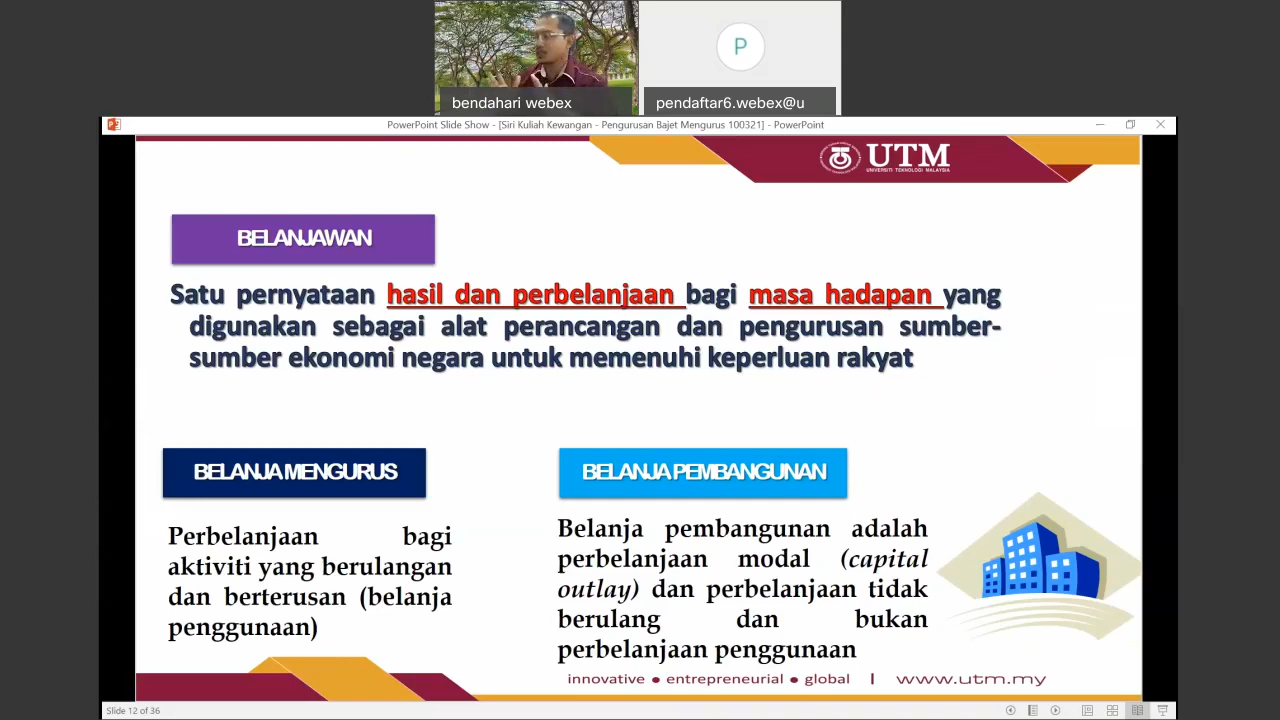 bendahari webex
P
pendaftar6.webex@u
PowerPoint Slide Show - [Siri Kuliah Kewangan - Pengurusan Bajet Mengurus 100321] - PowerPoint
UTM
UNIVERSITI TEKNOLOGI MALAYSIA
BELANJAWAN
Satu pernyataan hasil dan perbelanjaan bagi masa hadapan yang
digunakan sebagai alat perancangan dan pengurusan sumber-
sumber ekonomi negara untuk memenuhi keperluan rakyat
BELANJA MENGURUS
Perbelanjaan bagi
aktiviti yang berulangan
dan berterusan (belanja
penggunaan)
BELANJA PEMBANGUNAN
Belanja pembangunan adalah
perbelanjaan modal (capital
outlay) dan perbelanjaan tidak
berulang dan bukan
perbelanjaan penggunaan
innovative ● entrepreneurial ● global | www.utm.my
Slide 12 of 36